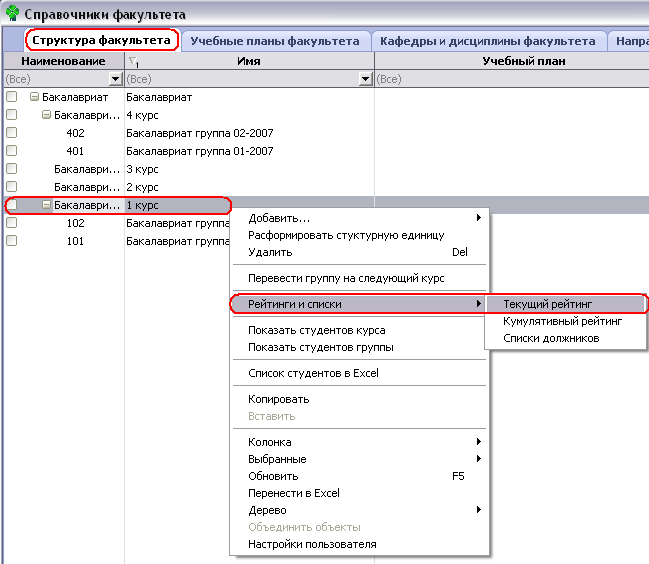 Справочники факультета
Структура факультета Учебные планы факультета Кафедры и дисциплины факультета Напра
Наименование 1 Имя Учебный план
(Все) (Все) (Все)
Бакалавриат Бакалавриат
Бакалаври... 4 курс
402 Бакалавриат группа 02-2007
401 Бакалавриат группа 01-2007
Бакалаври... 3 курс
Бакалаври... 2 курс
Бакалаври... 1 курс
102 Бакалавриат группа
101 Бакалавриат группа
Добавить...
Расформировать стуктурную единицу
Удалить Del
Перевести группу на следующий курс
Рейтинги и списки
Показать студентов курса
Показать студентов группы
Список студентов в Excel
Копировать
Вставить
Колонка
Выбранные
Обновить F5
Перенести в Excel
Дерево
Объединить объекты
Настройки пользователя
Текущий рейтинг
Кумулятивный рейтинг
Списки должников